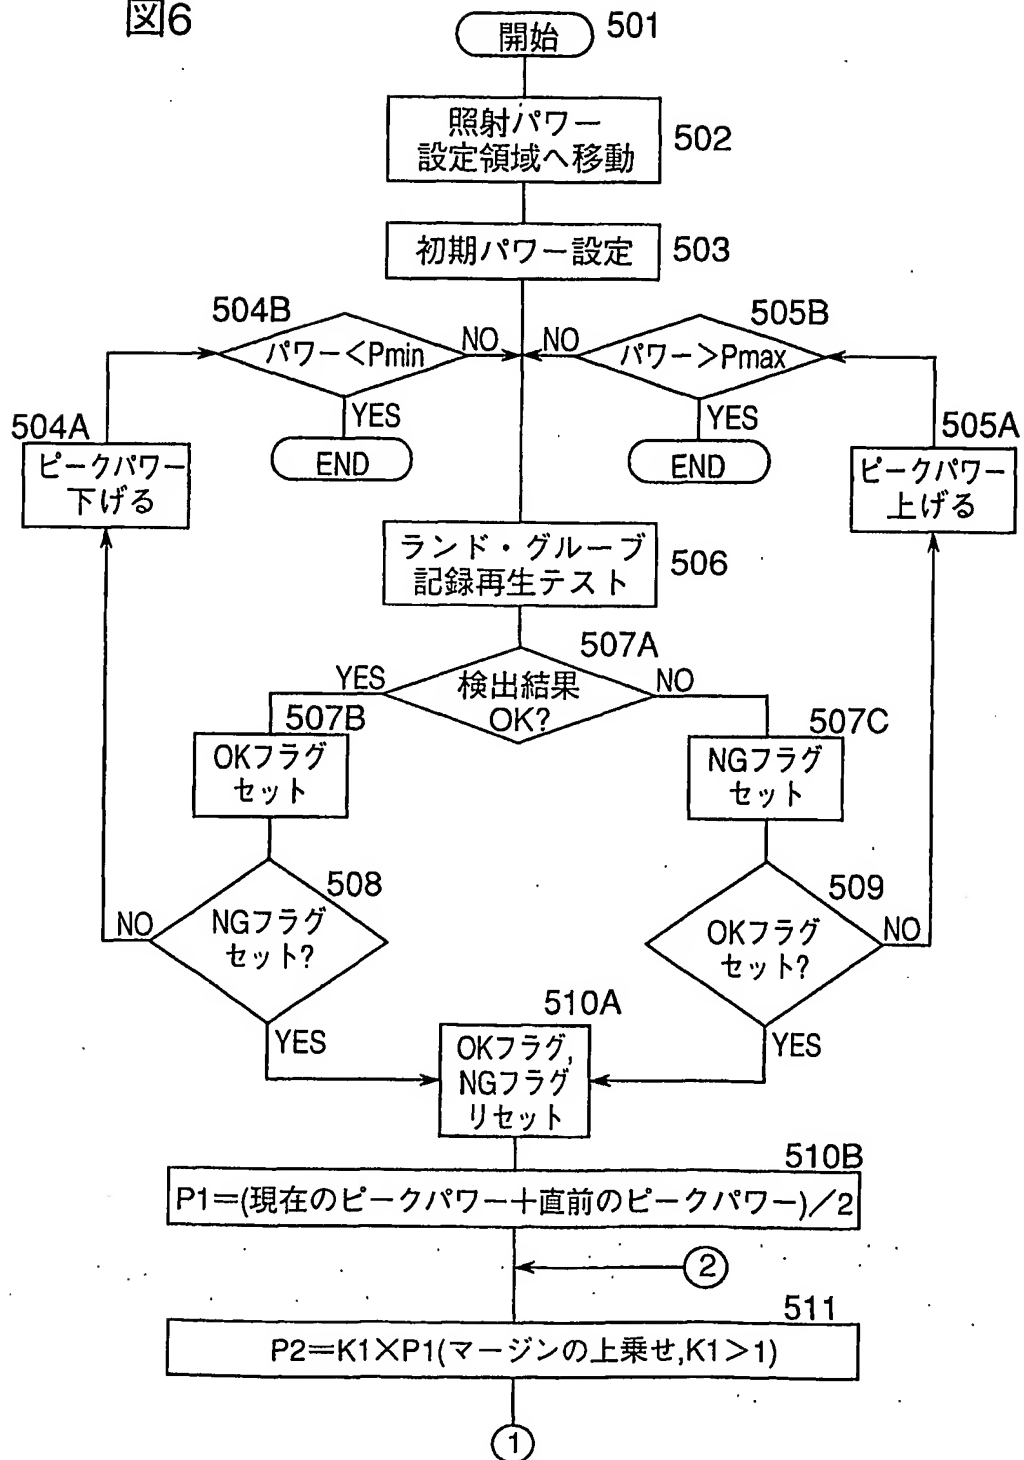 図6
開始
501
照射パワー
設定領域へ移動
502
初期パワー設定
503
504B
パワー<Pmin
NO
YES
END
505B
パワー>Pmax
NO
YES
END
504A
ピークパワー
下げる
505A
ピークパワー
上げる
ランド・グルーブ
記録再生テスト
506
507A
検出結果
OK?
YES
NO
507B
OKフラグ
セット
507C
NGフラグ
セット
508
NGフラグ
セット?
NO
YES
509
OKフラグ
セット?
NO
YES
510A
OKフラグ,
NGフラグ
リセット
510B
P1=(現在のピークパワー+直前のピークパワー)/2
2
511
P2=K1×P1(マージンの上乗せ,K1>1)
1